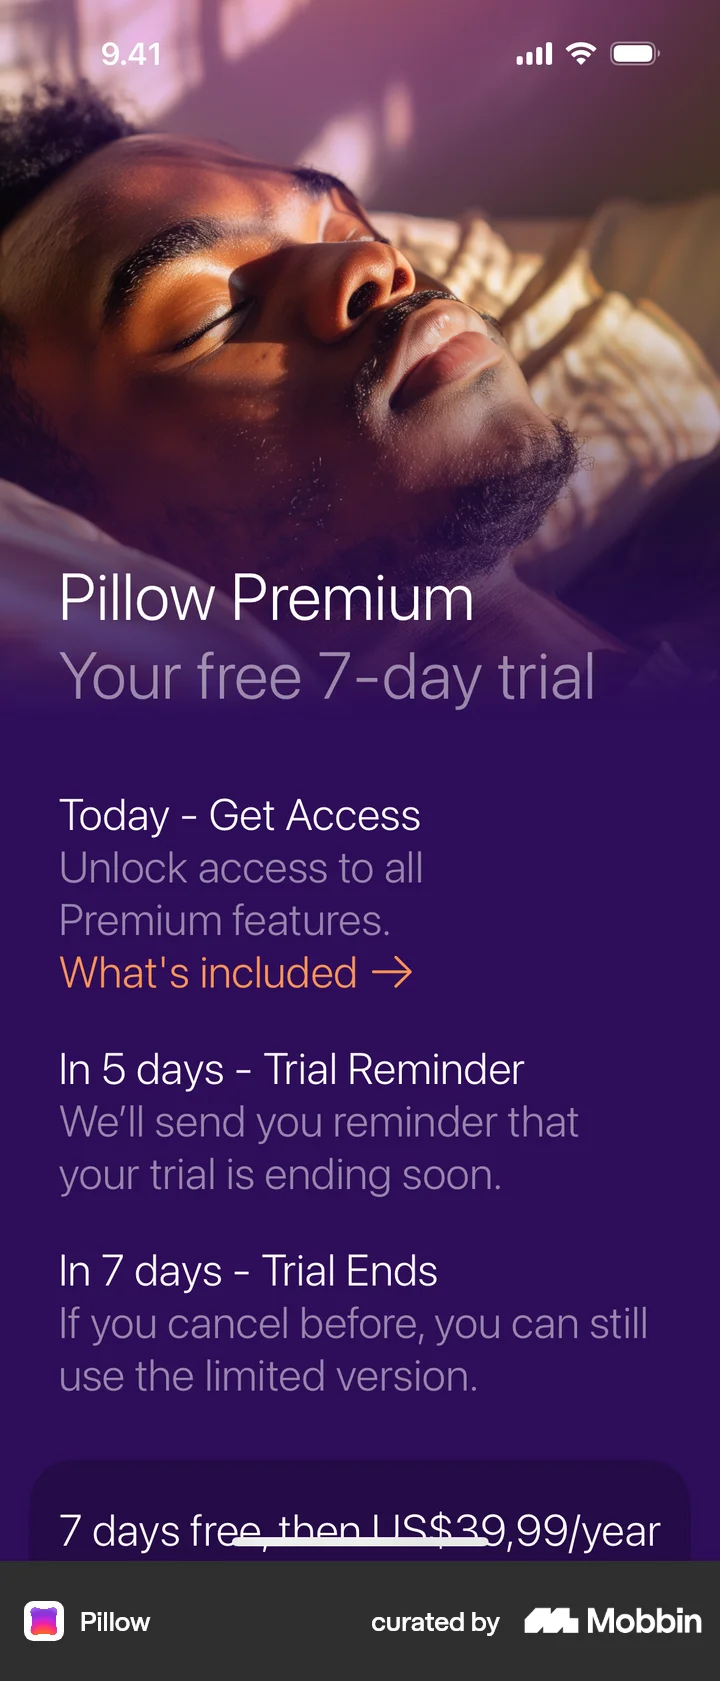 9.41
Pillow Premium
Your free 7-day trial
Today - Get Access
Unlock access to all
Premium features.
What's included →
In 5 days - Trial Reminder
We’ll send you reminder that
your trial is ending soon.
In 7 days - Trial Ends
If you cancel before, you can still
use the limited version.
7 days free, then US$39,99/year
Pillow
curated by Mobbin